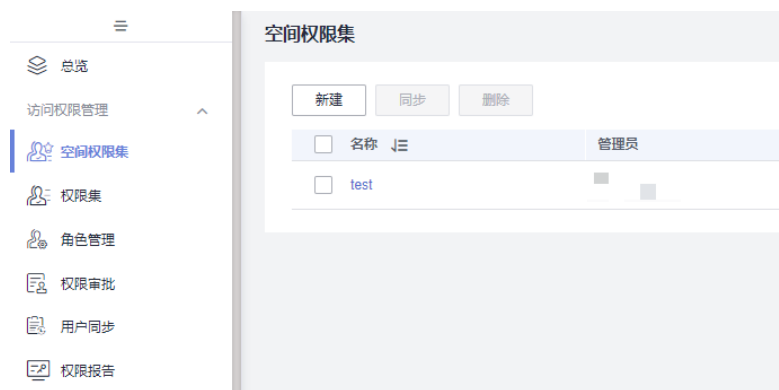 总览
访问权限管理
空间权限集
权限集
角色管理
权限审批
用户同步
权限报告
空间权限集
新建 同步 删除
名称 管理员
test